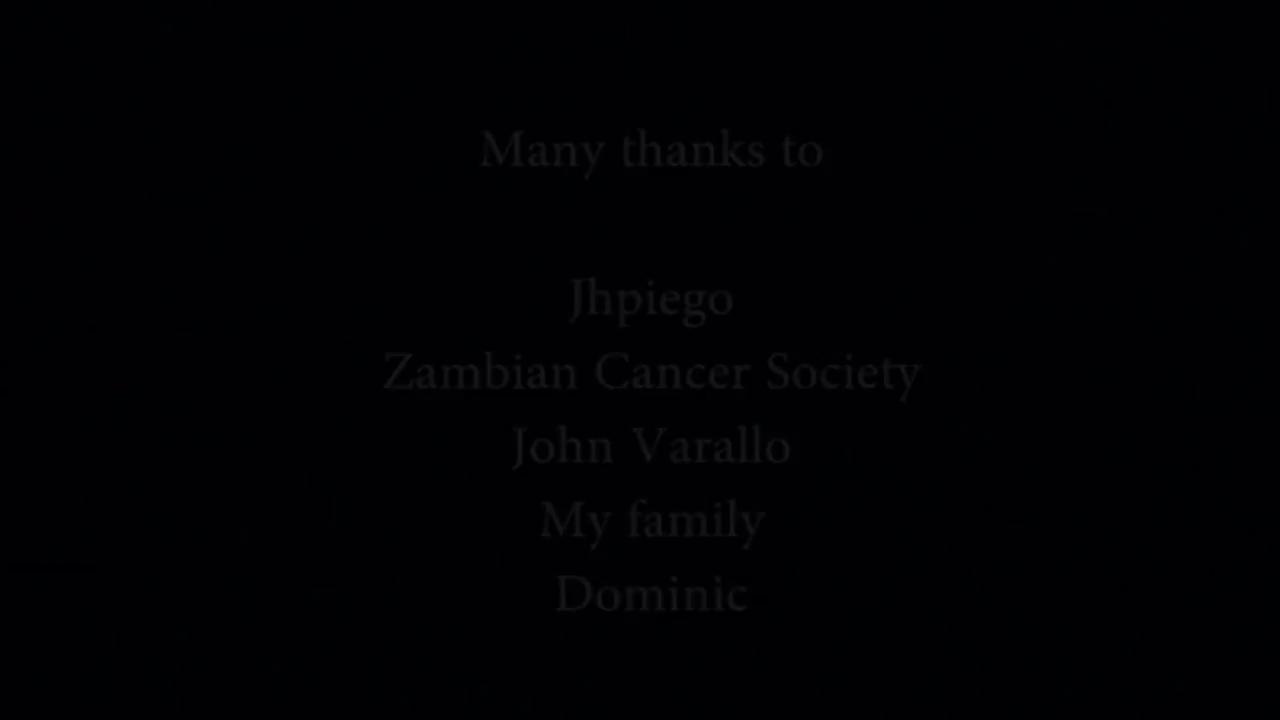 Many thanks to
Jhpiego
Zambian Cancer Society
John Varallo
My family
Dominic